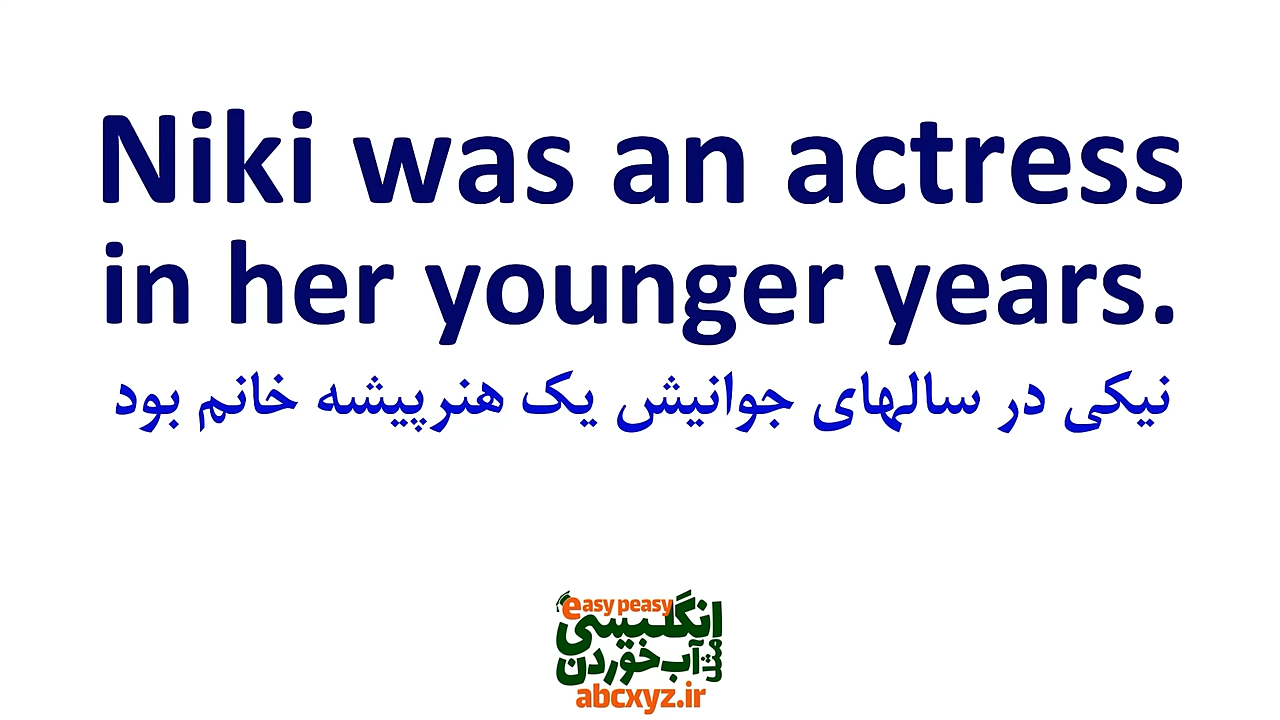 Niki was an actress
in her younger years.
نیکی در سالهای جوانیش یک هنرپیشه خانم بود
easy peasy
انگلیسی
مثل آب خوردن
abcxyz.ir